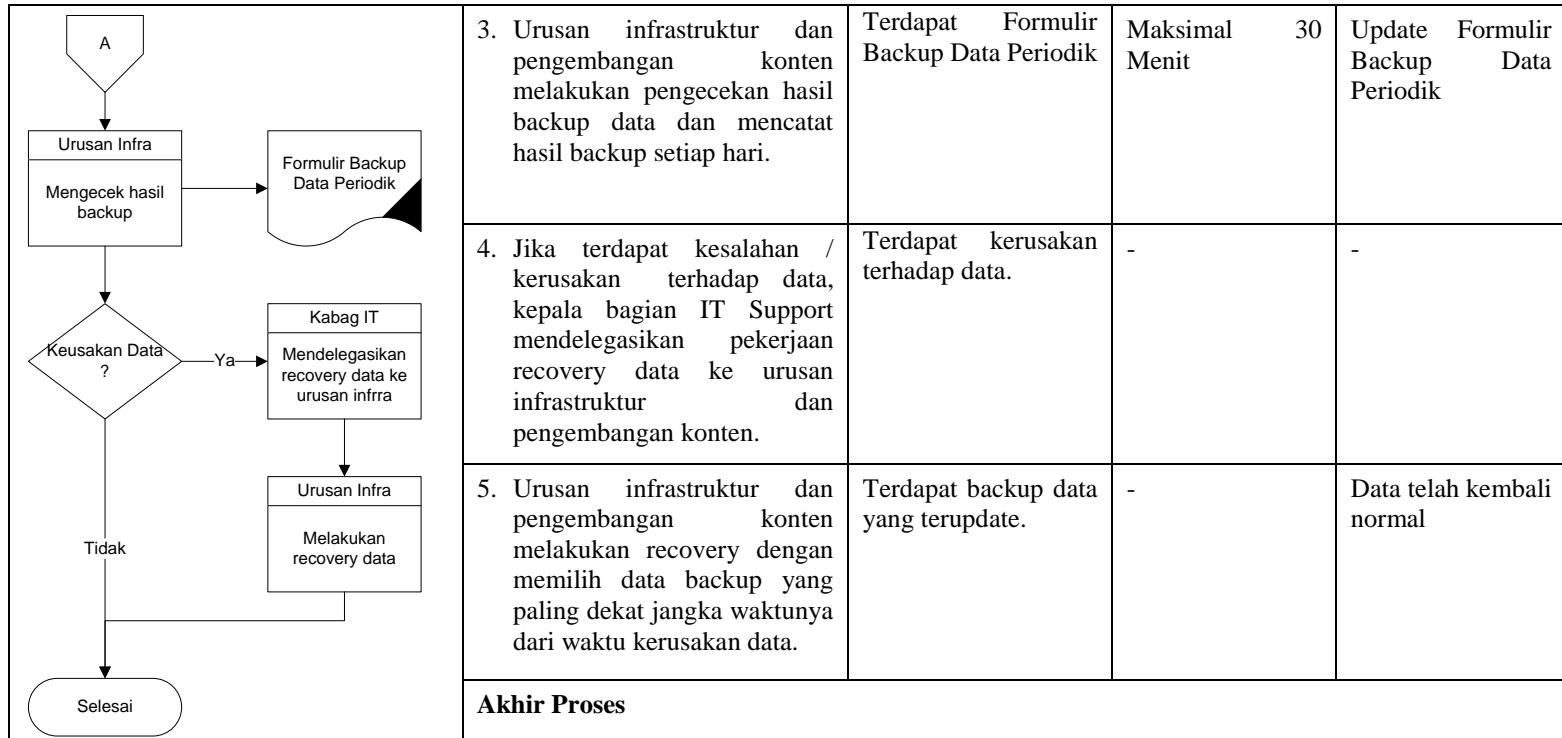 A
Urusan Infra
Mengecek hasil
backup
Formulir Backup
Data Periodik
Keusakan Data
?
Ya
Kabag IT
Mendelegasikan
recovery data ke
urusan infrra
Urusan Infra
Melakukan
recovery data
Tidak
Selesai
3. Urusan infrastruktur dan
pengembangan konten
melakukan pengecekan hasil
backup data dan mencatat
hasil backup setiap hari.
Terdapat Formulir
Backup Data Periodik
Maksimal 30
Menit
Update Formulir
Backup Data
Periodik
4. Jika terdapat kesalahan /
kerusakan terhadap data,
kepala bagian IT Support
mendelegasikan pekerjaan
recovery data ke urusan
infrastruktur dan
pengembangan konten.
Terdapat kerusakan
terhadap data.
-
-
5. Urusan infrastruktur dan
pengembangan konten
melakukan recovery dengan
memilih data backup yang
paling dekat jangka waktunya
dari waktu kerusakan data.
Terdapat backup data
yang terupdate.
-
Data telah kembali
normal
Akhir Proses